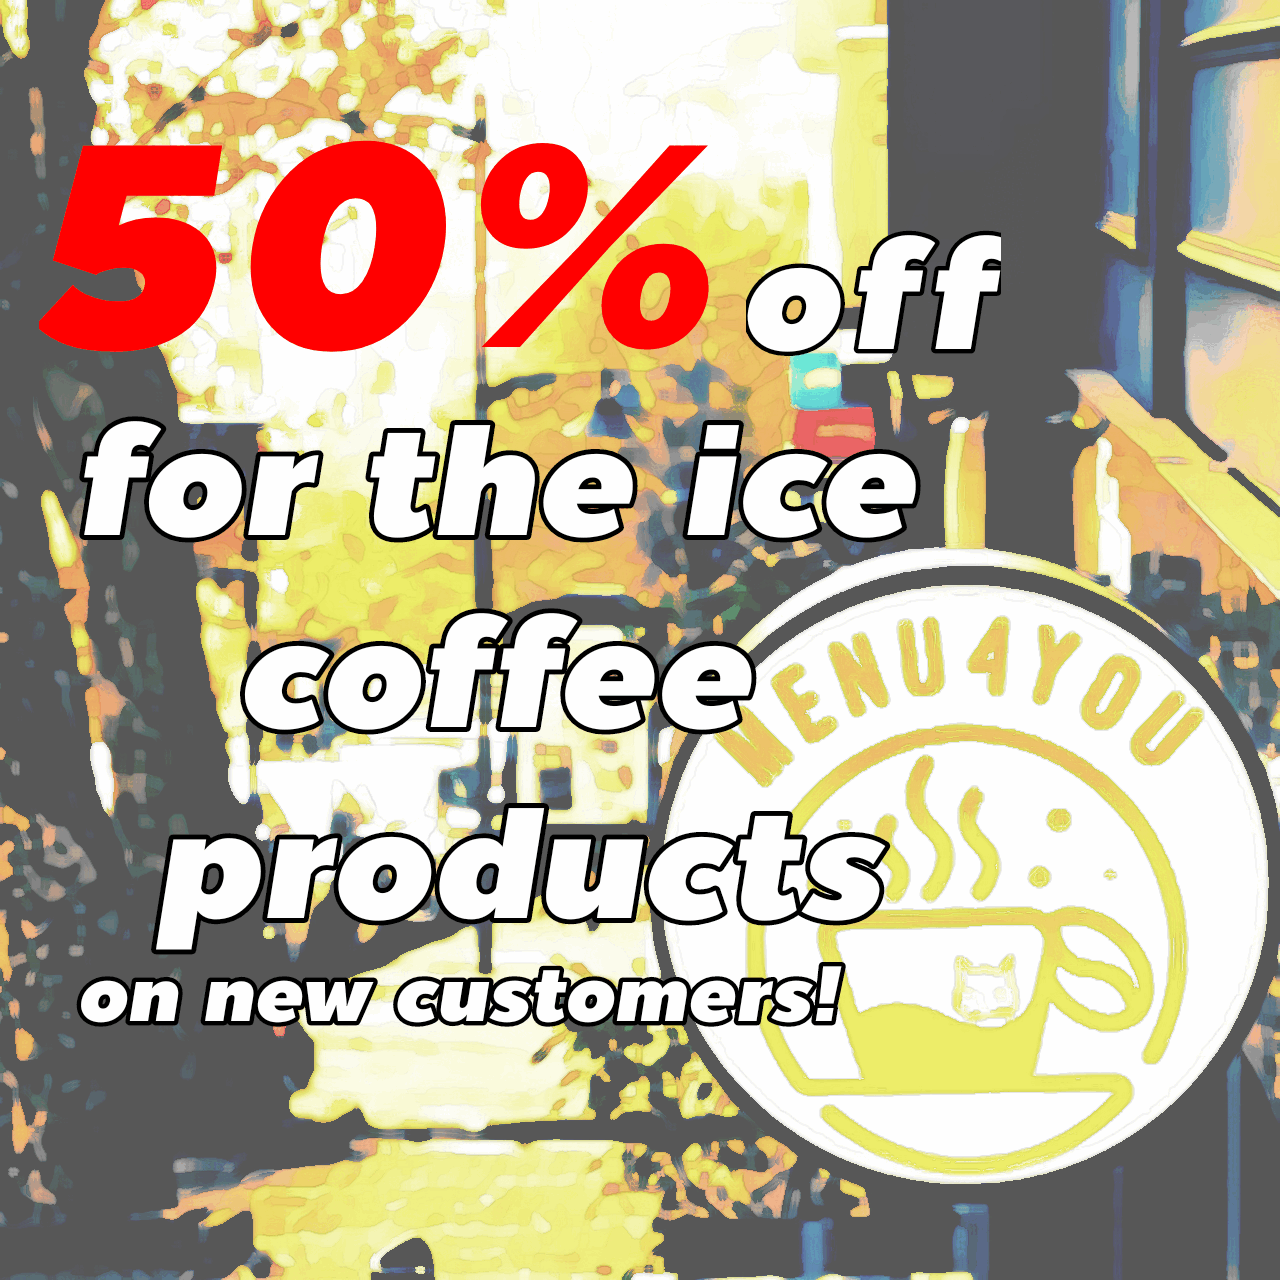 50% off
for the ice
coffee
products
on new customers!
MENU4YOU